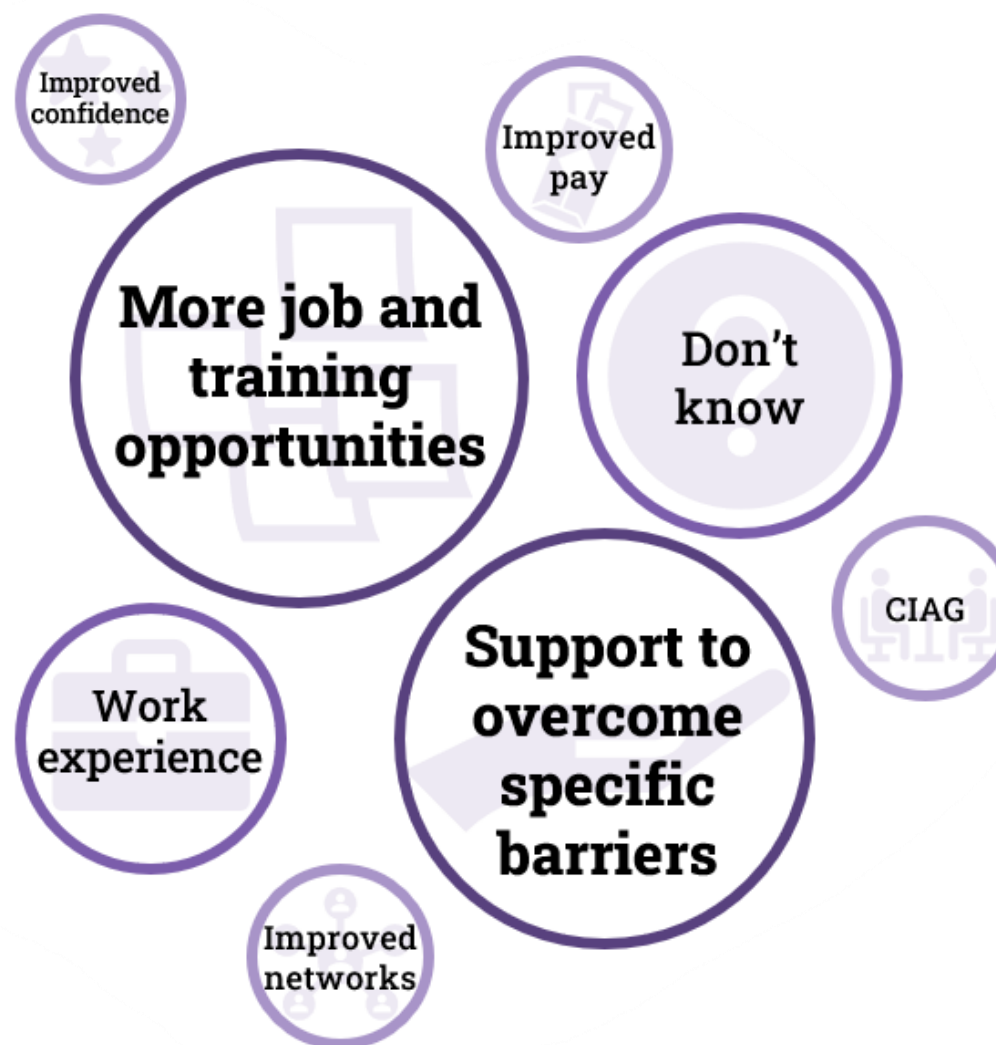 Improved
confidence
Improved
pay
More job and
training
opportunities
Don't
know
CIAG
Support to
overcome
specific
barriers
Work
experience
Improved
networks